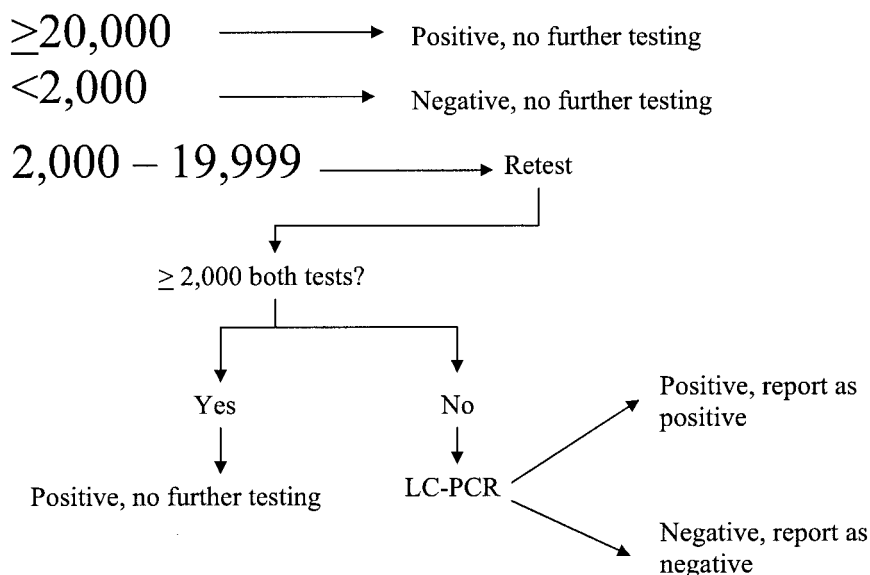 ≥20,000
Positive, no further testing
<2,000
Negative, no further testing
2,000 – 19,999
Retest
≥ 2,000 both tests?
Yes
No
Positive, no further testing
LC-PCR
Positive, report as
positive
Negative, report as
negative